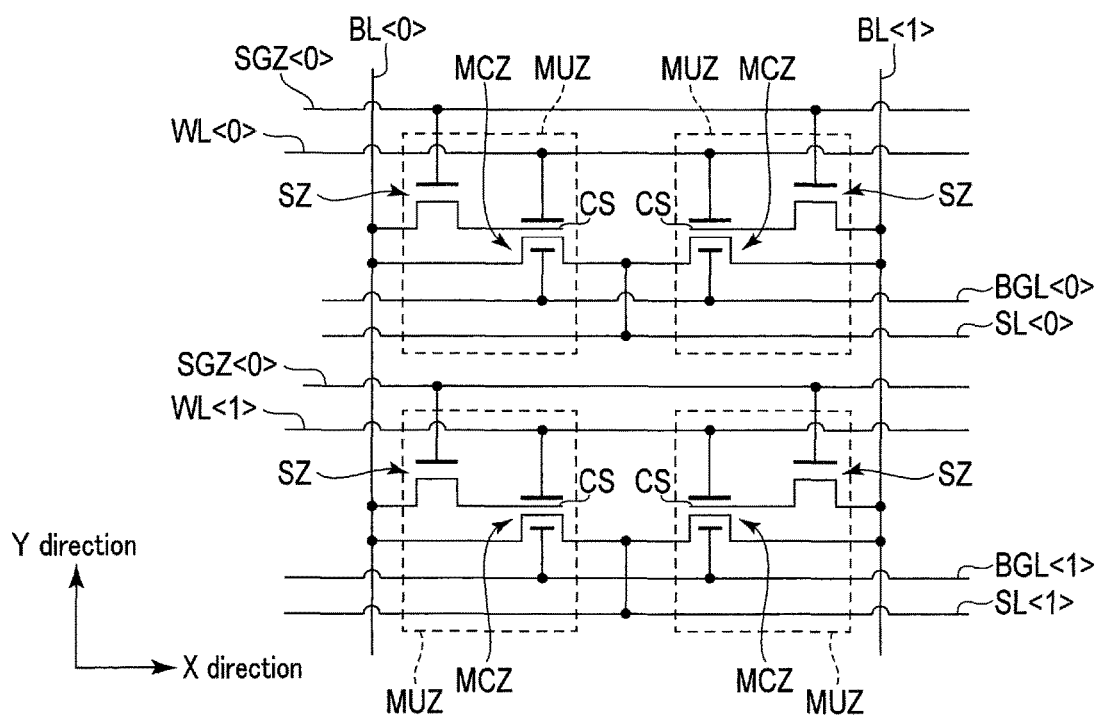 BL<0> BL<1>
SGZ<0> MCZ MUZ MUZ MCZ
WL<0>
SZ CS CS SZ
BGL<0>
SL<0>
SGZ<0>
WL<1>
SZ CS CS SZ
Y direction
MCZ MCZ
BGL<1>
SL<1>
X direction
MUZ MCZ MCZ MUZ